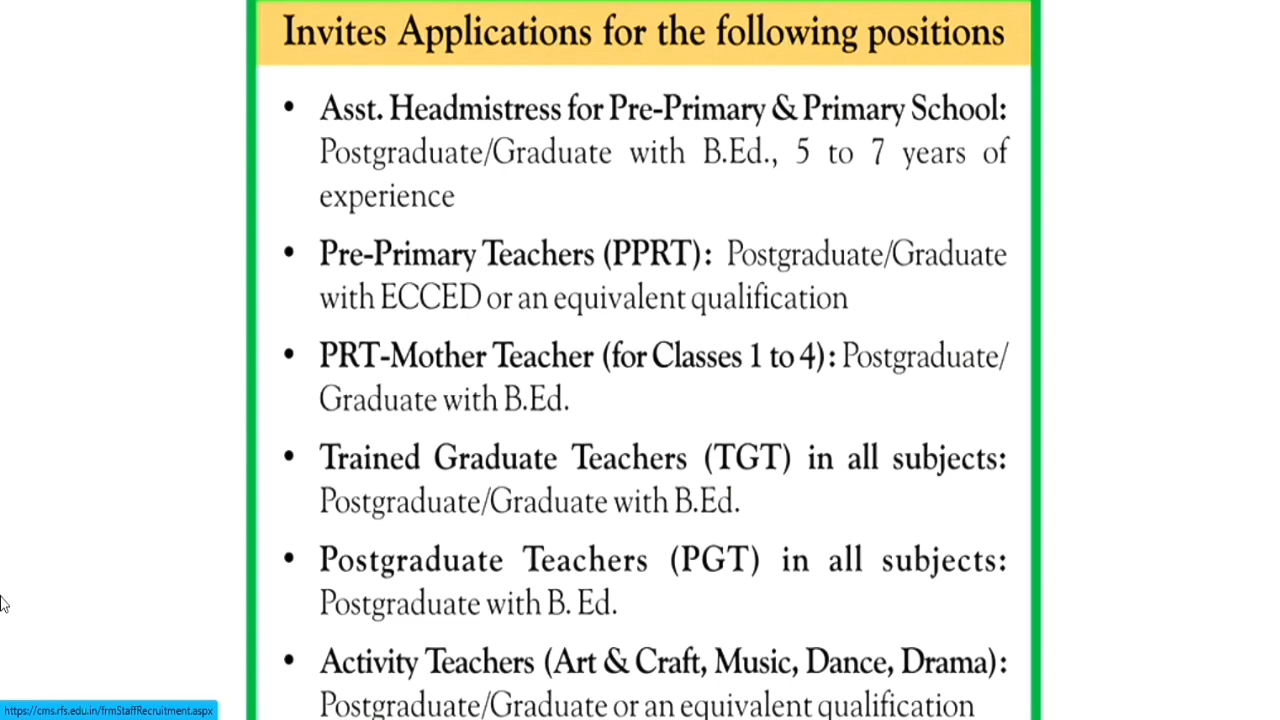 Invites Applications for the following positions
• Asst. Headmistress for Pre-Primary & Primary School:
Postgraduate/Graduate with B.Ed., 5 to 7 years of
experience
• Pre-Primary Teachers (PPRT): Postgraduate/Graduate
with ECCED or an equivalent qualification
• PRT-Mother Teacher (for Classes 1 to 4): Postgraduate/
Graduate with B.Ed.
• Trained Graduate Teachers (TGT) in all subjects:
Postgraduate/Graduate with B.Ed.
• Postgraduate Teachers (PGT) in all subjects:
Postgraduate with B. Ed.
• Activity Teachers (Art & Craft, Music, Dance, Drama):
Postgraduate/Graduate or an equivalent qualification
https://cms.rfs.edu.in/frmStaffRecruitment.aspx